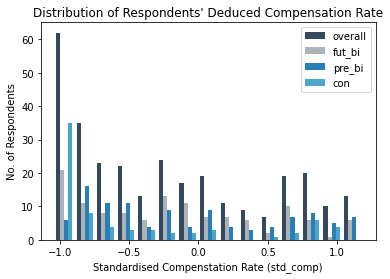 Distribution of Respondents' Deduced Compensation Rate
overall
fut_bi
pre_bi
con
No. of Respondents
60
50
40
30
20
10
0
−1.0 −0.5 0.0 0.5 1.0
Standardised Compenstation Rate (std_comp)